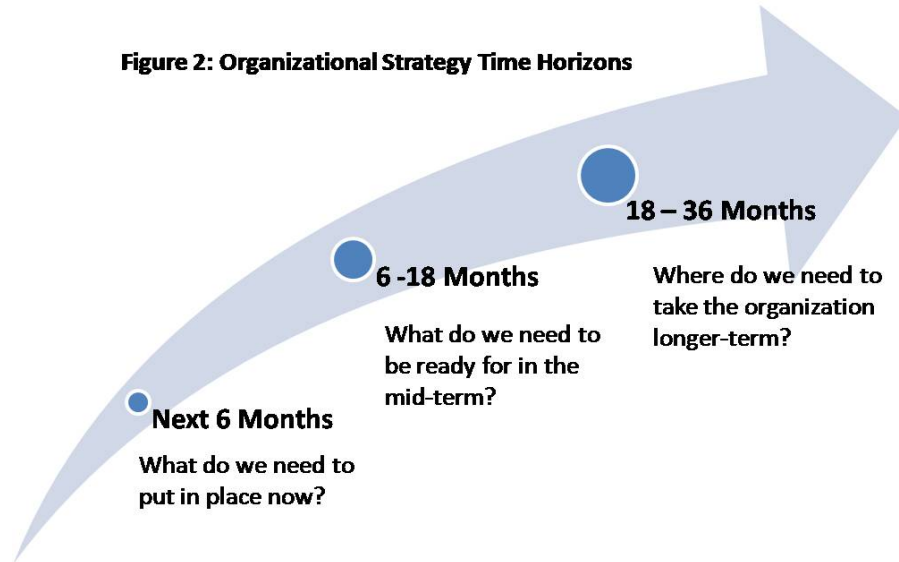 Figure 2: Organizational Strategy Time Horizons
18 – 36 Months
Where do we need to
take the organization
longer-term?
6 -18 Months
What do we need to
be ready for in the
mid-term?
Next 6 Months
What do we need to
put in place now?